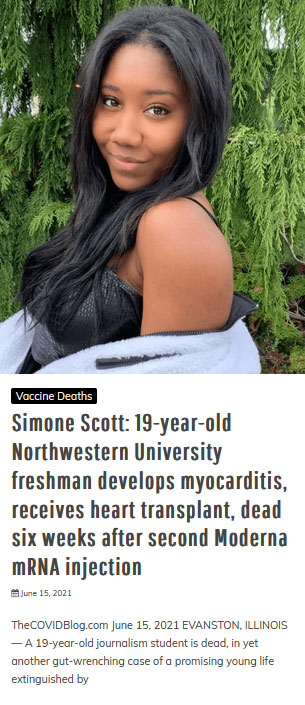 Vaccine Deaths
Simone Scott: 19-year-old
Northwestern University
freshman develops myocarditis,
receives heart transplant, dead
six weeks after second Moderna
mRNA injection
June 15, 2021
TheCOVIDBlog.com June 15, 2021 EVANSTON, ILLINOIS
— A 19-year-old journalism student is dead, in yet
another gut-wrenching case of a promising young life
extinguished by